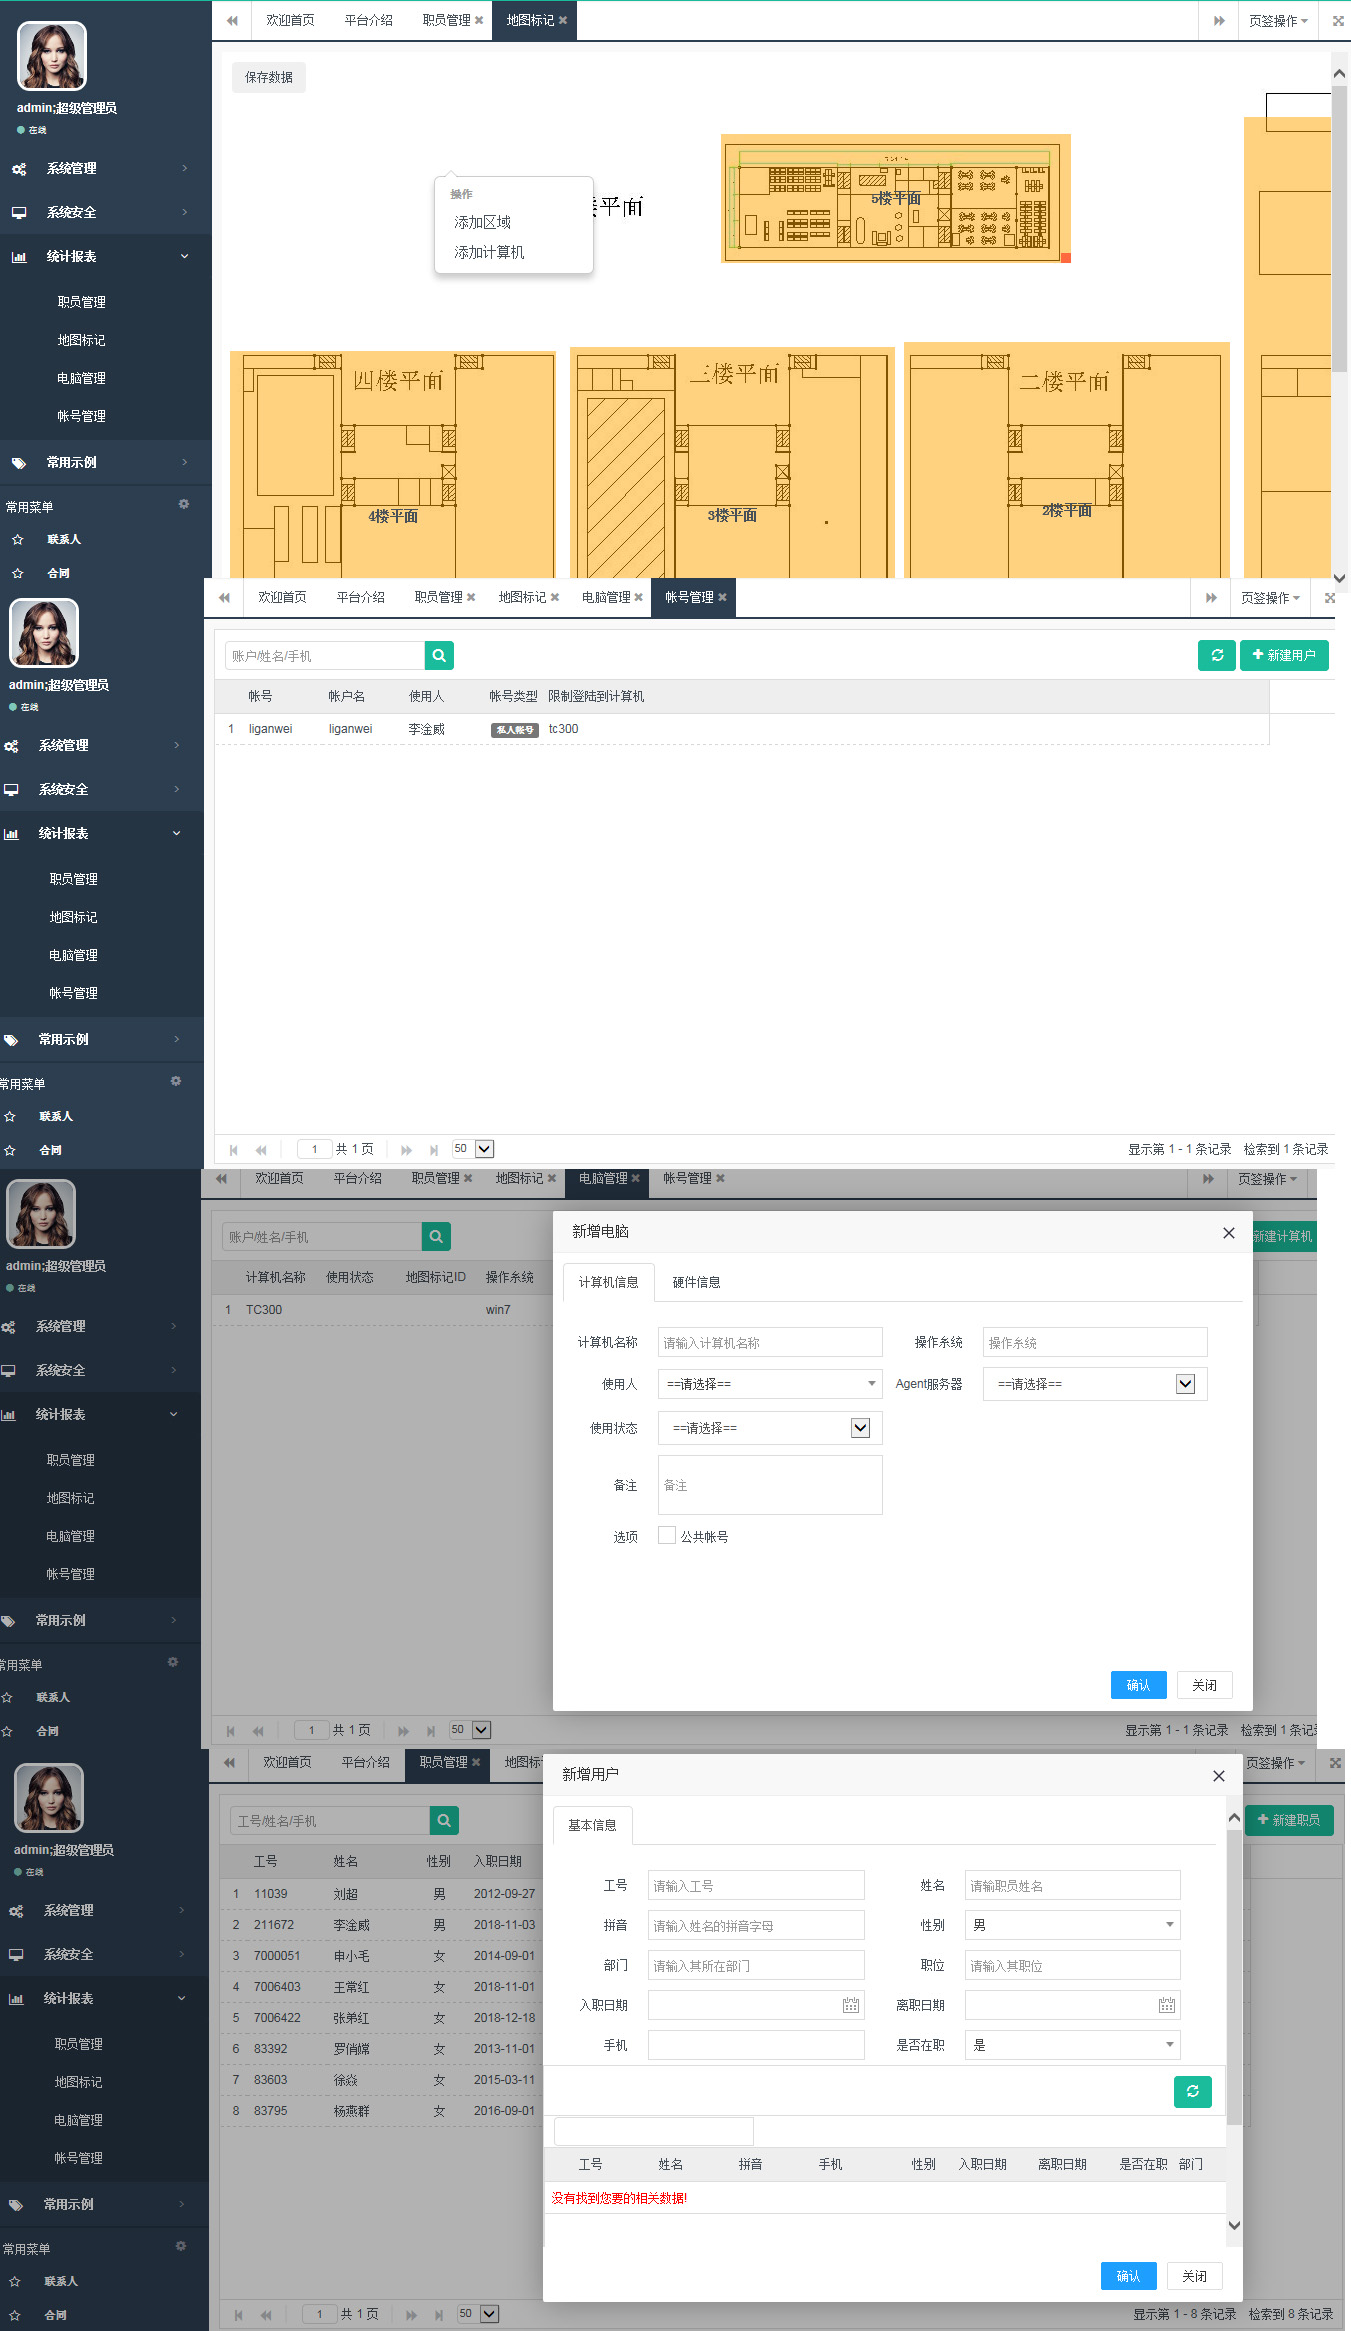 欢迎首页 平台介绍 职员管理 地图标记 页签操作
admin;超级管理员
在线
保存数据
系统管理
系统安全
统计报表
职员管理
地图标记
电脑管理
帐号管理
常用示例
常用菜单
联系人
合同
操作
添加区域
添加计算机
楼平面
5楼平面
四楼平面
三楼平面
二楼平面
4楼平面
3楼平面
2楼平面
欢迎首页 平台介绍 职员管理 地图标记 电脑管理 帐号管理 页签操作
admin;超级管理员
在线
系统管理
系统安全
统计报表
职员管理
地图标记
电脑管理
帐号管理
常用示例
常用菜单
联系人
合同
账户/姓名/手机
新建用户
帐号 帐户名 使用人 帐号类型 限制登陆到计算机
1 liganwei liganwei 李淦威 私人帐号 tc300
1 共 1 页 50 显示第 1 - 1 条记录 检索到 1 条记录
欢迎首页 平台介绍 职员管理 地图标记 电脑管理 帐号管理 页签操作
admin;超级管理员
在线
系统管理
系统安全
统计报表
职员管理
地图标记
电脑管理
帐号管理
常用示例
常用菜单
联系人
合同
账户/姓名/手机
新建计算机
计算机名称 使用状态 地图标记ID 操作系统
1 TC300 win7
新增电脑
计算机信息 硬件信息
计算机名称 请输入计算机名称 操作系统 操作系统
使用人 ==请选择== Agent服务器 ==请选择==
使用状态 ==请选择==
备注 备注
选项 公共帐号
确认 关闭
1 共 1 页 50 显示第 1 - 1 条记录 检索到 1 条记录
欢迎首页 平台介绍 职员管理 地图标 页签操作
admin;超级管理员
在线
系统管理
系统安全
统计报表
职员管理
地图标记
电脑管理
帐号管理
常用示例
常用菜单
联系人
合同
工号/姓名/手机
新建职员
工号 姓名 性别 入职日期
1 11039 刘超 男 2012-09-27
2 211672 李淦威 男 2018-11-03
3 7000051 申小毛 女 2014-09-01
4 7006403 王常红 女 2018-11-01
5 7006422 张弟红 女 2018-12-18
6 83392 罗俏嫦 女 2013-11-01
7 83603 徐焱 女 2015-03-11
8 83795 杨燕群 女 2016-09-01
新增用户
基本信息
工号 请输入工号 姓名 请输职员姓名
拼音 请输入姓名的拼音字母 性别 男
部门 请输入其所在部门 职位 请输入其职位
入职日期 离职日期
手机 是否在职 是
工号 姓名 拼音 手机 性别 入职日期 离职日期 是否在职 部门
没有找到您要的相关数据!
确认 关闭
1 共 1 页 50 显示第 1 - 8 条记录 检索到 8 条记录